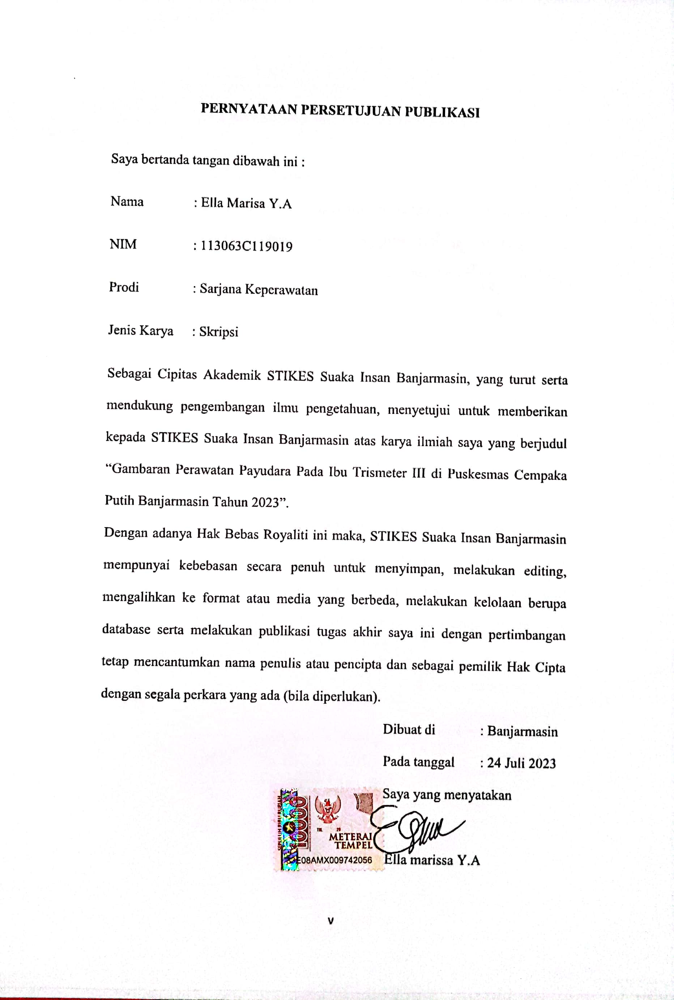 PERNYATAAN PERSETUJUAN PUBLIKASI
Saya bertanda tangan dibawah ini :
Nama : Ella Marisa Y.A
NIM : 113063C119019
Prodi : Sarjana Keperawatan
Jenis Karya : Skripsi
Sebagai Cipitas Akademik STIKES Suaka Insan Banjarmasin, yang turut serta
mendukung pengembangan ilmu pengetahuan, menyetujui untuk memberikan
kepada STIKES Suaka Insan Banjarmasin atas karya ilmiah saya yang berjudul
“Gambaran Perawatan Payudara Pada Ibu Trismeter III di Puskesmas Cempaka
Putih Banjarmasin Tahun 2023”.
Dengan adanya Hak Bebas Royaliti ini maka, STIKES Suaka Insan Banjarmasin
mempunyai kebebasan secara penuh untuk menyimpan, melakukan editing,
mengalihkan ke format atau media yang berbeda, melakukan kelolaan berupa
database serta melakukan publikasi tugas akhir saya ini dengan pertimbangan
tetap mencantumkan nama penulis atau pencipta dan sebagai pemilik Hak Cipta
dengan segala perkara yang ada (bila diperlukan).
Dibuat di : Banjarmasin
Pada tanggal : 24 Juli 2023
Saya yang menyatakan
SEPULUH RIBU RUPIAH
10000
TGL 20
METERAI
TEMPEL
E08AMX009742056
Ella marissa Y.A
v